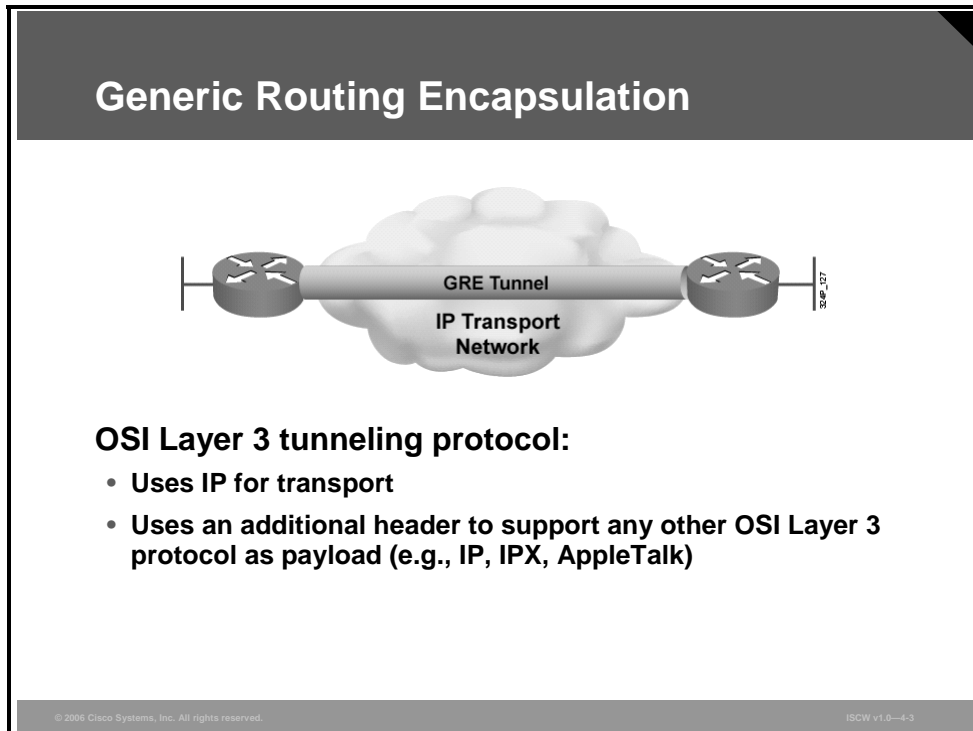 Generic Routing Encapsulation
GRE Tunnel
IP Transport
Network
324P_127
OSI Layer 3 tunneling protocol:
• Uses IP for transport
• Uses an additional header to support any other OSI Layer 3
protocol as payload (e.g., IP, IPX, AppleTalk)
© 2006 Cisco Systems, Inc. All rights reserved.
ISCW v1.0—4-3